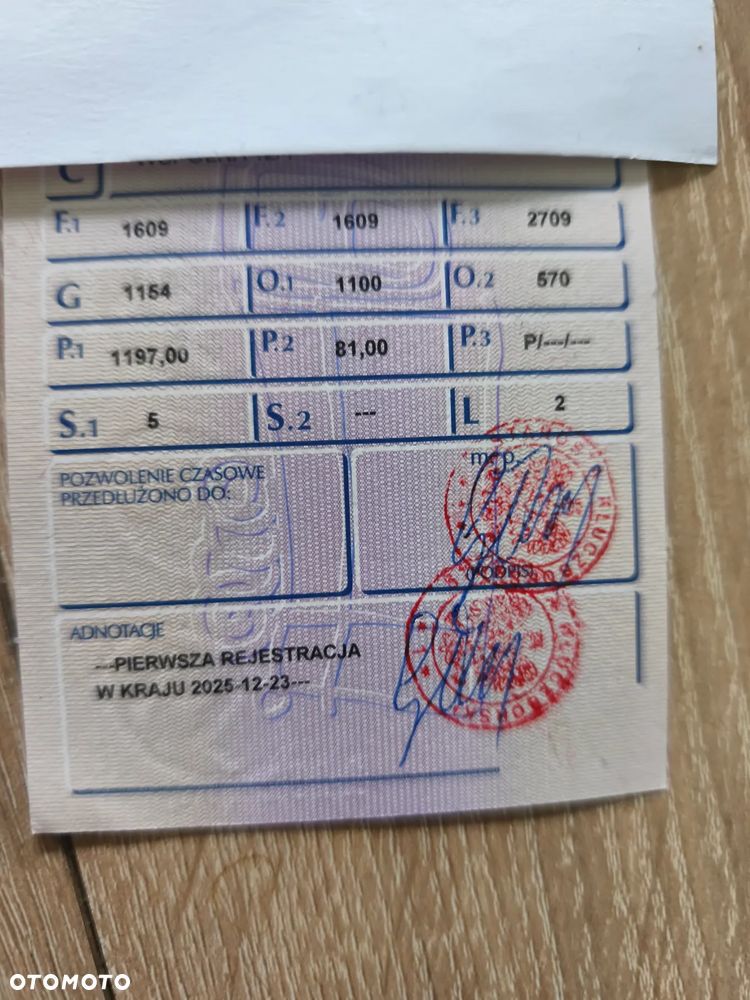 C
F.1 1609 F.2 1609 F.3 2709
G 1154 O.1 1100 O.2 570
P.1 1197,00 P.2 81,00 P.3 P/---/---
S.1 5 S.2 --- L 2
POZWOLENIE CZASOWE
PRZEDŁUŻONO DO:
m.p.
ADNOTACJE
---PIERWSZA REJESTRACJA
W KRAJU 2025-12-23---
OTOMOTO